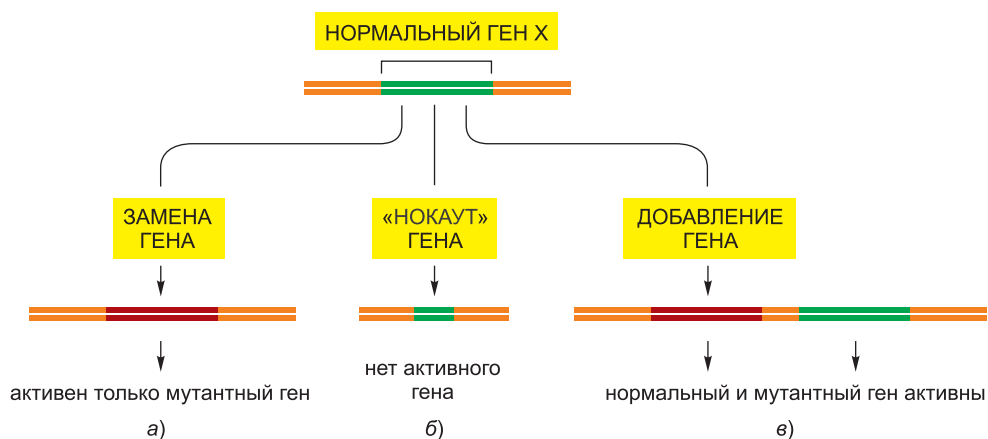 НОРМАЛЬНЫЙ ГЕН X
ЗАМЕНА
ГЕНА
«НОКАУТ»
ГЕНА
ДОБАВЛЕНИЕ
ГЕНА
активен только мутантный ген
нет активного
гена
нормальный и мутантный ген активны
а)
б)
в)